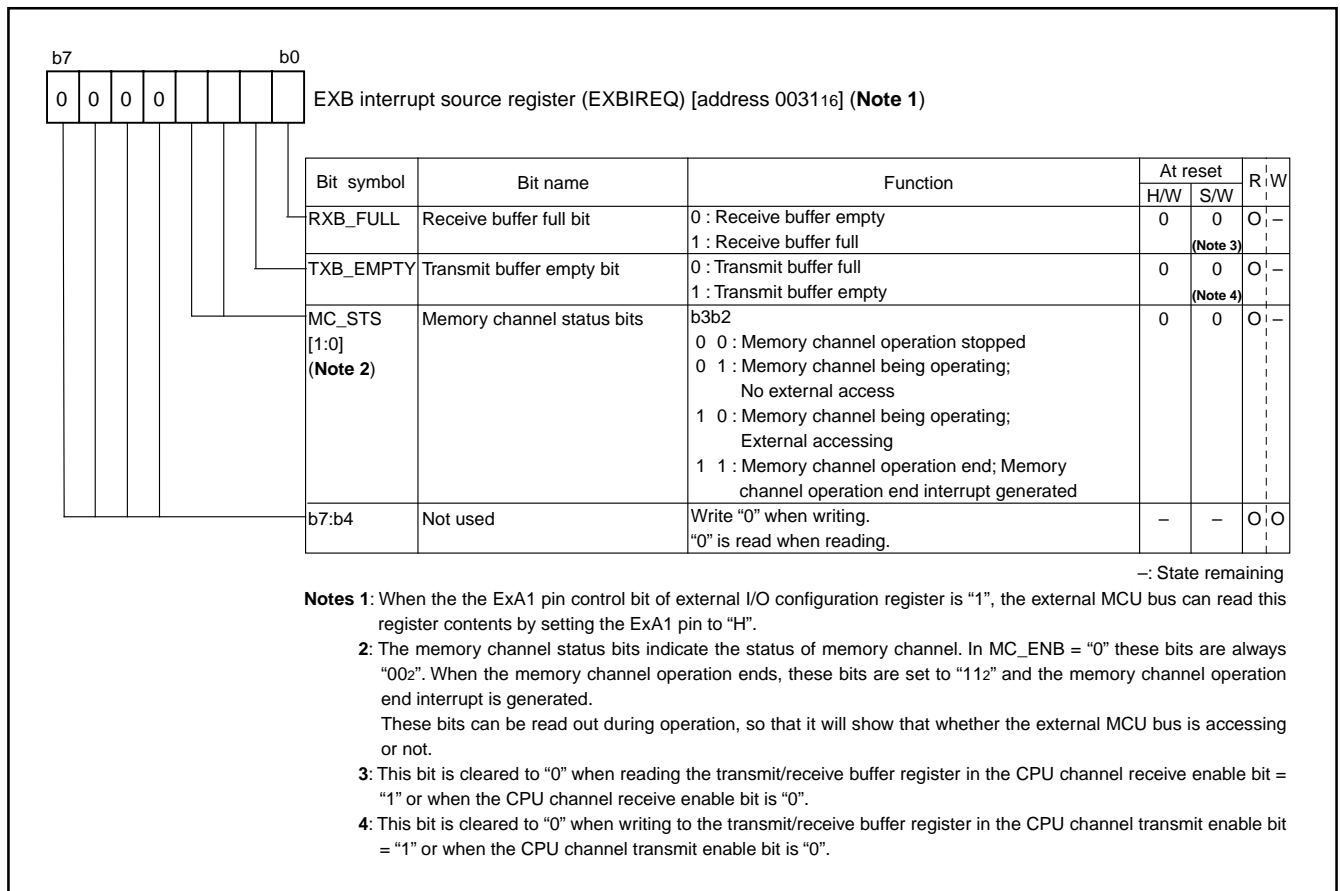 b7 b0
0 0 0 0 EXB interrupt source register (EXBIREQ) [address 003116] (Note 1)
Bit symbol Bit name Function At reset R W
H/W S/W
RXB_FULL Receive buffer full bit 0 : Receive buffer empty 0 0 O –
1 : Receive buffer full (Note 3)
TXB_EMPTY Transmit buffer empty bit 0 : Transmit buffer full 0 0 O –
1 : Transmit buffer empty (Note 4)
MC_STS Memory channel status bits b3b2 0 0 O –
[1:0] 0 0 : Memory channel operation stopped
(Note 2) 0 1 : Memory channel being operating;
No external access
1 0 : Memory channel being operating;
External accessing
1 1 : Memory channel operation end; Memory
channel operation end interrupt generated
b7:b4 Not used Write “0” when writing. – – O O
“0” is read when reading.
–: State remaining
Notes 1: When the the ExA1 pin control bit of external I/O configuration register is “1”, the external MCU bus can read this
register contents by setting the ExA1 pin to “H”.
2: The memory channel status bits indicate the status of memory channel. In MC_ENB = “0” these bits are always
“002”. When the memory channel operation ends, these bits are set to “112” and the memory channel operation
end interrupt is generated.
These bits can be read out during operation, so that it will show that whether the external MCU bus is accessing
or not.
3: This bit is cleared to “0” when reading the transmit/receive buffer register in the CPU channel receive enable bit =
“1” or when the CPU channel receive enable bit is “0”.
4: This bit is cleared to “0” when writing to the transmit/receive buffer register in the CPU channel transmit enable bit
= “1” or when the CPU channel transmit enable bit is “0”.